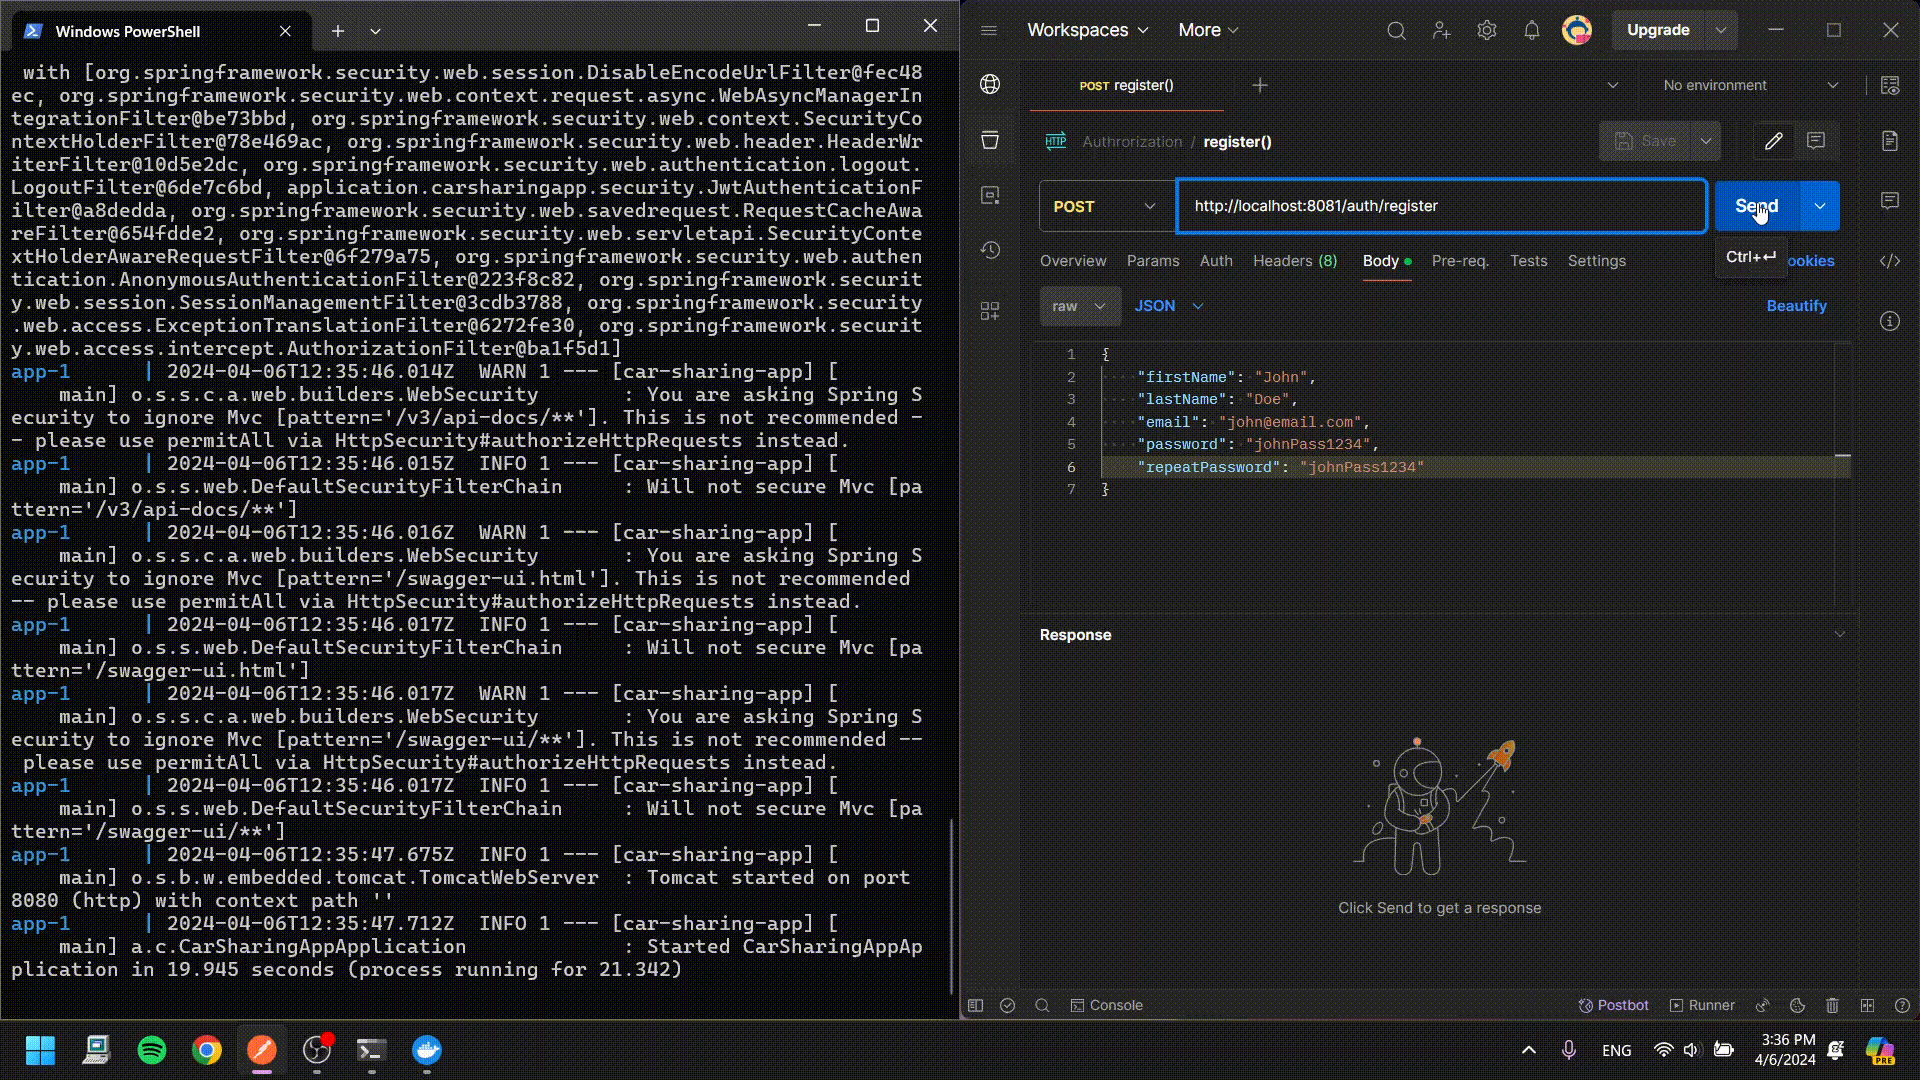 Windows PowerShell
 with [org.springframework.security.web.session.DisableEncodeUrlFilter@fec48
ec, org.springframework.security.web.context.request.async.WebAsyncManagerIn
tegrationFilter@be73bbd, org.springframework.security.web.context.SecurityCo
ntextHolderFilter@78e469ac, org.springframework.security.web.header.HeaderWr
iterFilter@10d5e2dc, org.springframework.security.web.authentication.logout.
LogoutFilter@6de7c6bd, application.carsharingapp.security.JwtAuthenticationF
ilter@a8dedda, org.springframework.security.web.savedrequest.RequestCacheAwa
reFilter@654fdde2, org.springframework.security.web.servletapi.SecurityConte
xtHolderAwareRequestFilter@6f279a75, org.springframework.security.web.authen
tication.AnonymousAuthenticationFilter@223f8c82, org.springframework.securit
y.web.session.SessionManagementFilter@3cdb3788, org.springframework.security
.web.access.ExceptionTranslationFilter@6272fe30, org.springframework.securit
y.web.access.intercept.AuthorizationFilter@ba1f5d1]
app-1      | 2024-04-06T12:35:46.014Z  WARN 1 --- [car-sharing-app] [
    main] o.s.s.c.a.web.builders.WebSecurity       : You are asking Spring S
ecurity to ignore Mvc [pattern='/v3/api-docs/**']. This is not recommended -
- please use permitAll via HttpSecurity#authorizeHttpRequests instead.
app-1      | 2024-04-06T12:35:46.015Z  INFO 1 --- [car-sharing-app] [
    main] o.s.s.web.DefaultSecurityFilterChain     : Will not secure Mvc [pa
ttern='/v3/api-docs/**']
app-1      | 2024-04-06T12:35:46.016Z  WARN 1 --- [car-sharing-app] [
    main] o.s.s.c.a.web.builders.WebSecurity       : You are asking Spring S
ecurity to ignore Mvc [pattern='/swagger-ui.html']. This is not recommended
-- please use permitAll via HttpSecurity#authorizeHttpRequests instead.
app-1      | 2024-04-06T12:35:46.017Z  INFO 1 --- [car-sharing-app] [
    main] o.s.s.web.DefaultSecurityFilterChain     : Will not secure Mvc [pa
ttern='/swagger-ui.html']
app-1      | 2024-04-06T12:35:46.017Z  WARN 1 --- [car-sharing-app] [
    main] o.s.s.c.a.web.builders.WebSecurity       : You are asking Spring S
ecurity to ignore Mvc [pattern='/swagger-ui/**']. This is not recommended --
 please use permitAll via HttpSecurity#authorizeHttpRequests instead.
app-1      | 2024-04-06T12:35:46.017Z  INFO 1 --- [car-sharing-app] [
    main] o.s.s.web.DefaultSecurityFilterChain     : Will not secure Mvc [pa
ttern='/swagger-ui/**']
app-1      | 2024-04-06T12:35:47.675Z  INFO 1 --- [car-sharing-app] [
    main] o.s.b.w.embedded.tomcat.TomcatWebServer  : Tomcat started on port
8080 (http) with context path ''
app-1      | 2024-04-06T12:35:47.712Z  INFO 1 --- [car-sharing-app] [
    main] a.c.CarSharingAppApplication             : Started CarSharingAppAp
plication in 19.945 seconds (process running for 21.342)
Workspaces More Upgrade
POST register() No environment
HTTP Authrorization / register() Save
POST http://localhost:8081/auth/register Send
Ctrl+↵
Overview Params Auth Headers (8) Body Pre-req. Tests Settings ookies
raw JSON Beautify
1 {
2 "firstName": "John",
3 "lastName": "Doe",
4 "email": "john@email.com",
5 "password": "johnPass1234",
6 "repeatPassword": "johnPass1234"
7 }
Response
Click Send to get a response
Console Postbot Runner
ENG 3:36 PM
4/6/2024
PRE